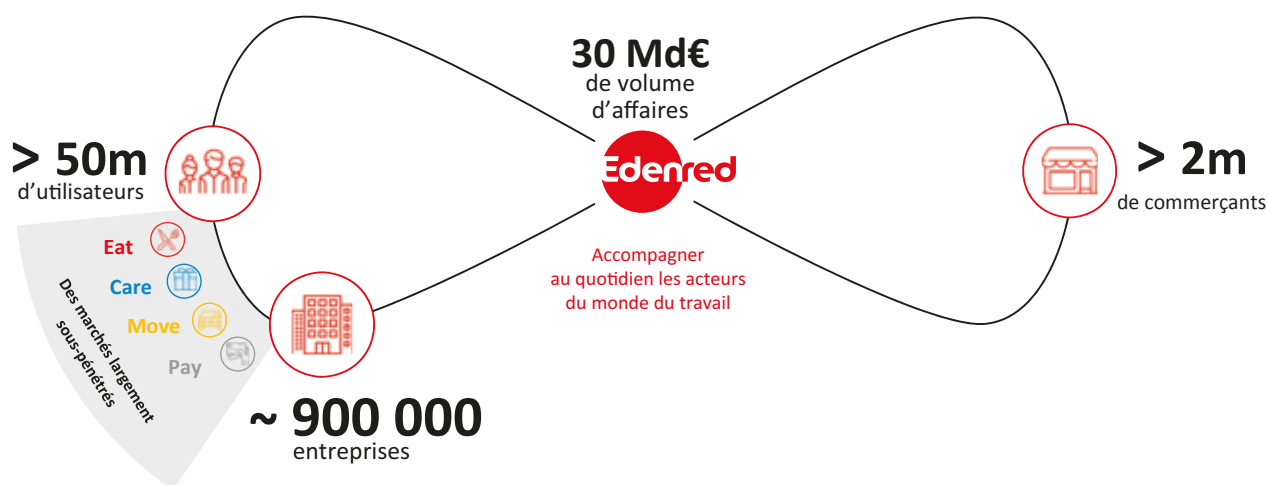 30 Md€
de volume
d'affaires
> 50m
d'utilisateurs
Edenred
> 2m
de commerçants
Eat
Care
Move
Pay
Des marchés largement
sous-pénétrés
Accompagner
au quotidien les acteurs
du monde du travail
~ 900 000
entreprises